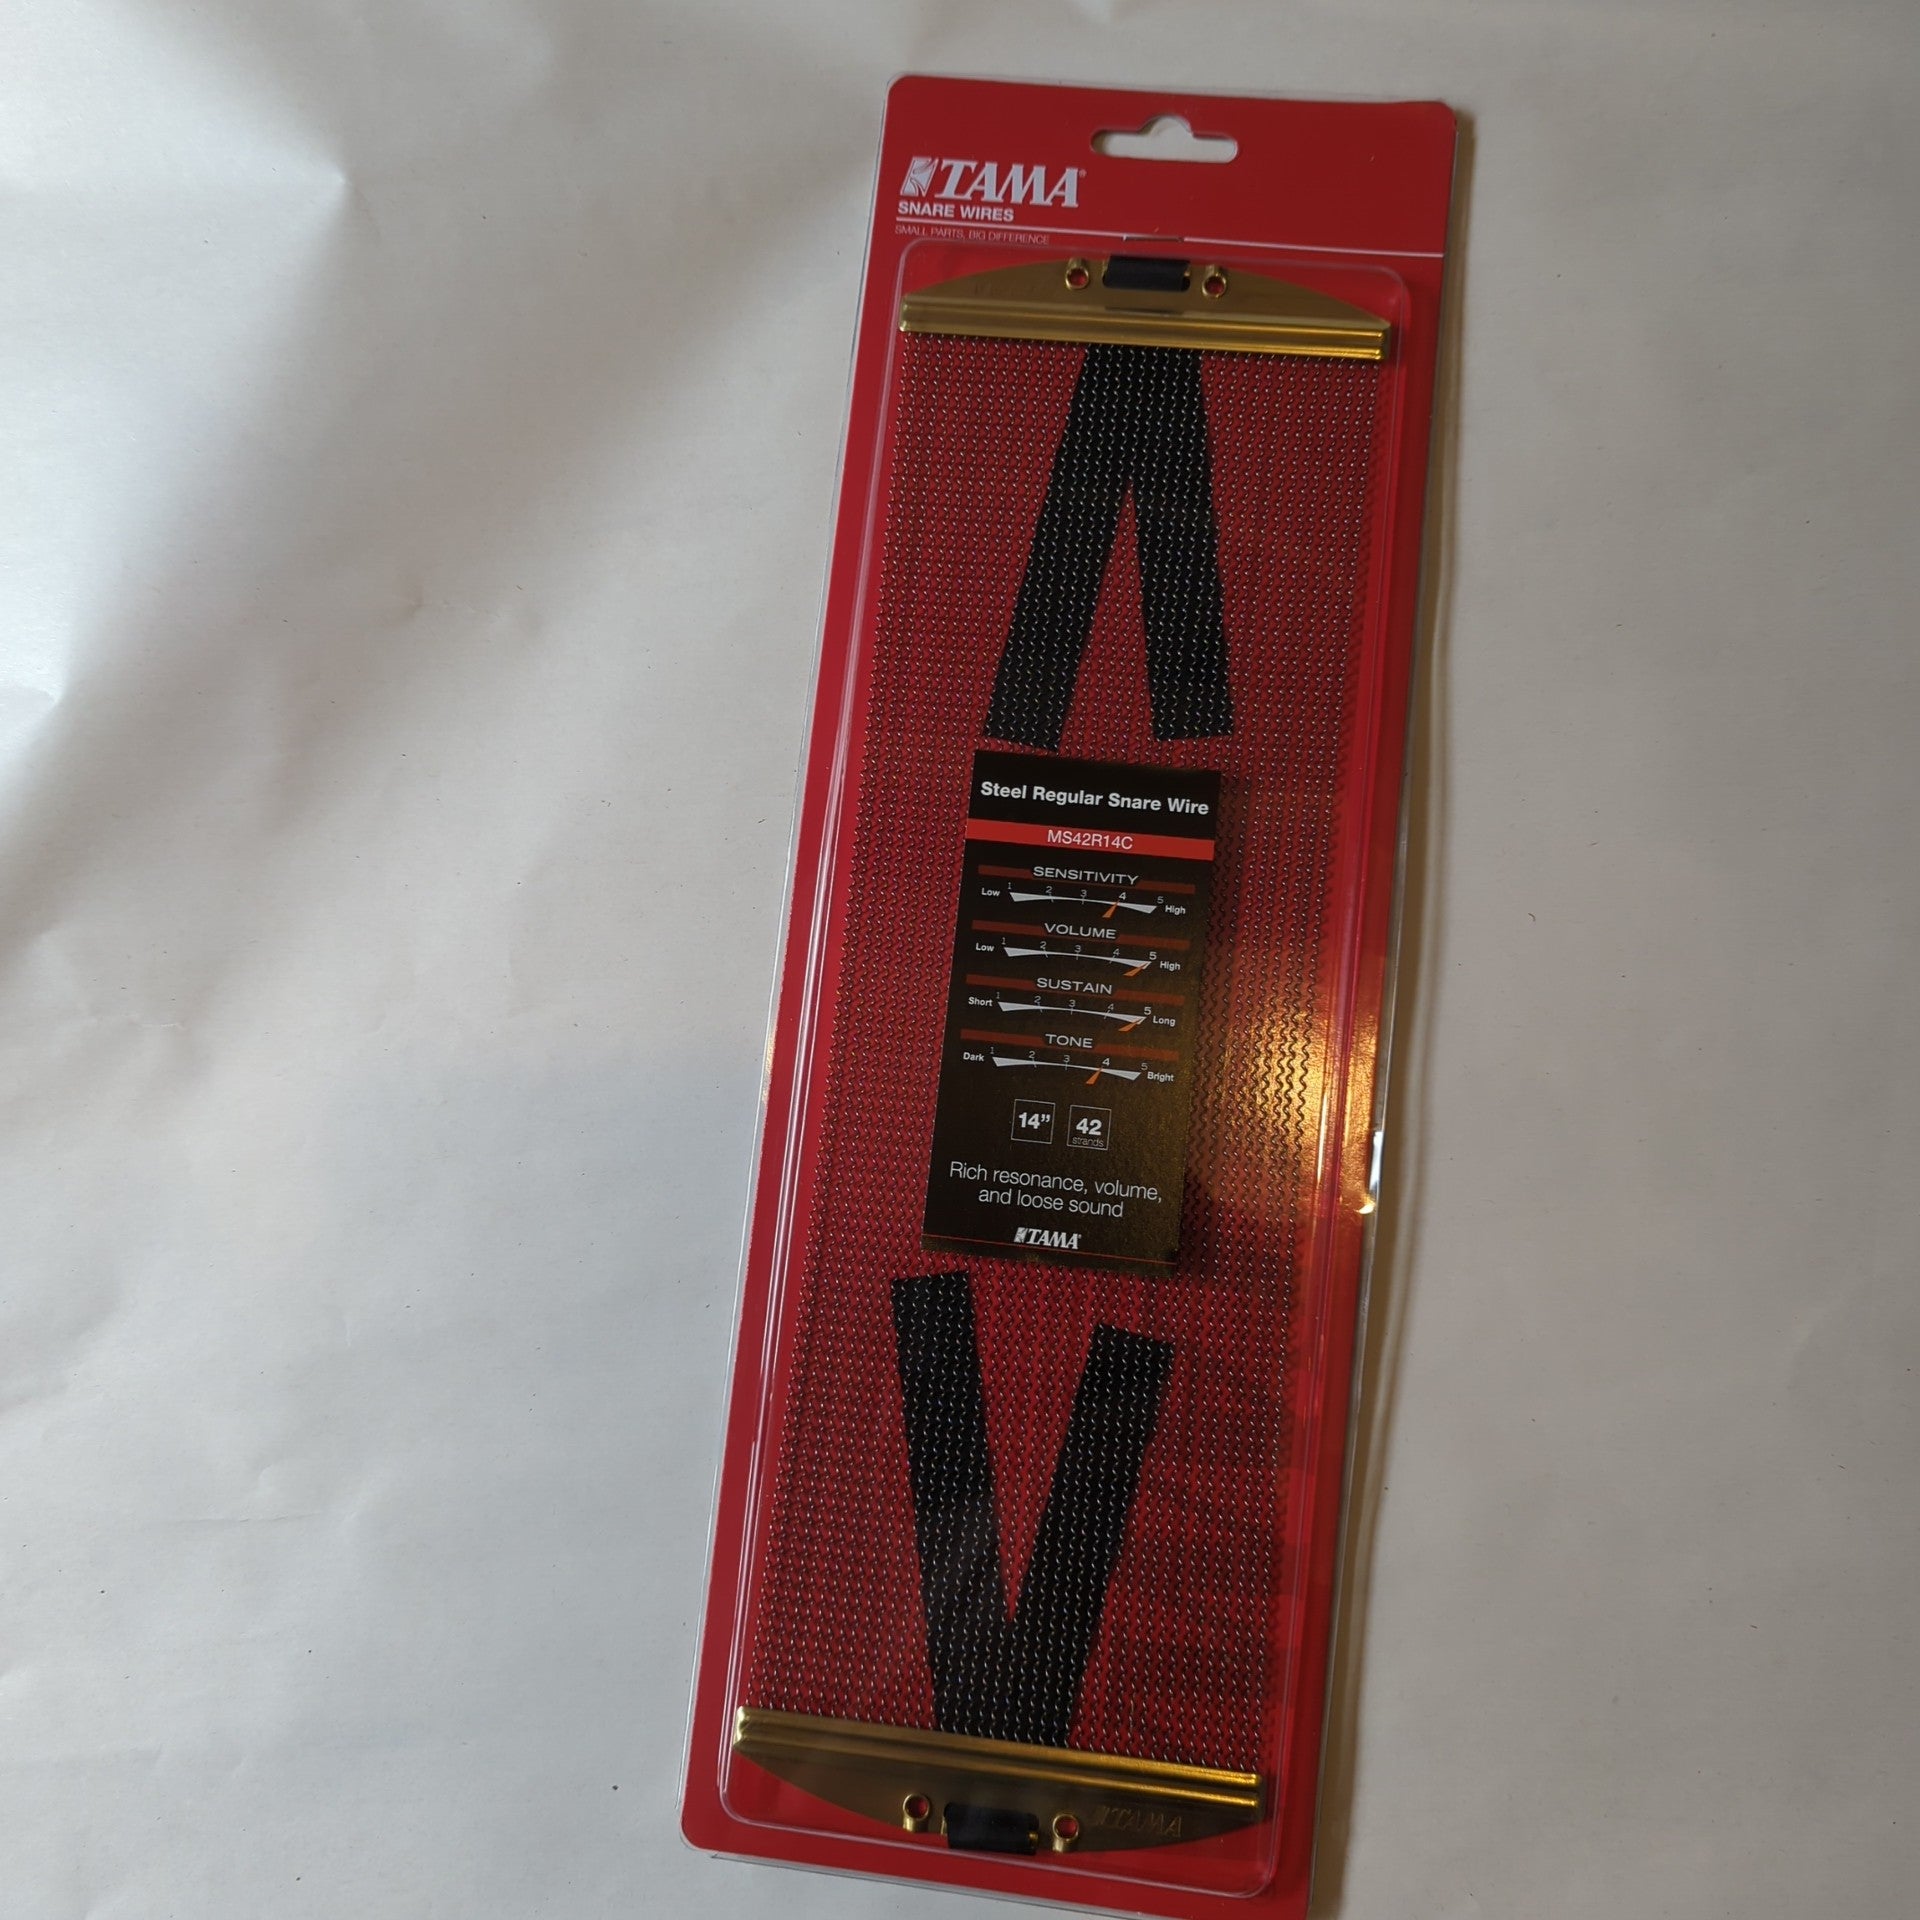 TAMA®
SNARE WIRES
SMALL PARTS, BIG DIFFERENCE
Steel Regular Snare Wire
MS42R14C
SENSITIVITY
Low 1 2 3 4 5 High
VOLUME
Low 1 2 3 4 5 High
SUSTAIN
Short 1 2 3 4 5 Long
TONE
Dark 1 2 3 4 5 Bright
14” 42
strands
Rich resonance, volume,
and loose sound
TAMA
TAMA